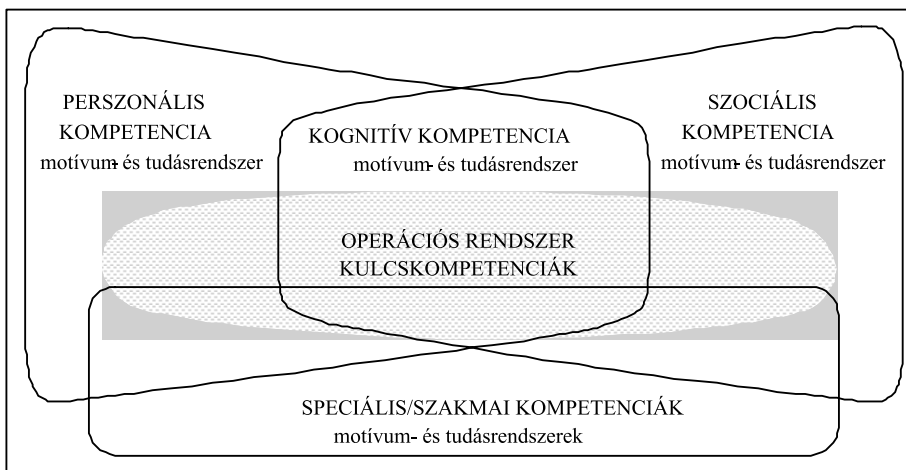 PERSZONÁLIS
KOMPETENCIA
motívum- és tudásrendszer
KOGNITÍV KOMPETENCIA
motívum- és tudásrendszer
SZOCIÁLIS
KOMPETENCIA
motívum- és tudásrendszer
OPERÁCIÓS RENDSZER
KULCSKOMPETENCIÁK
SPECIÁLIS/SZAKMAI KOMPETENCIÁK
motívum- és tudásrendszerek